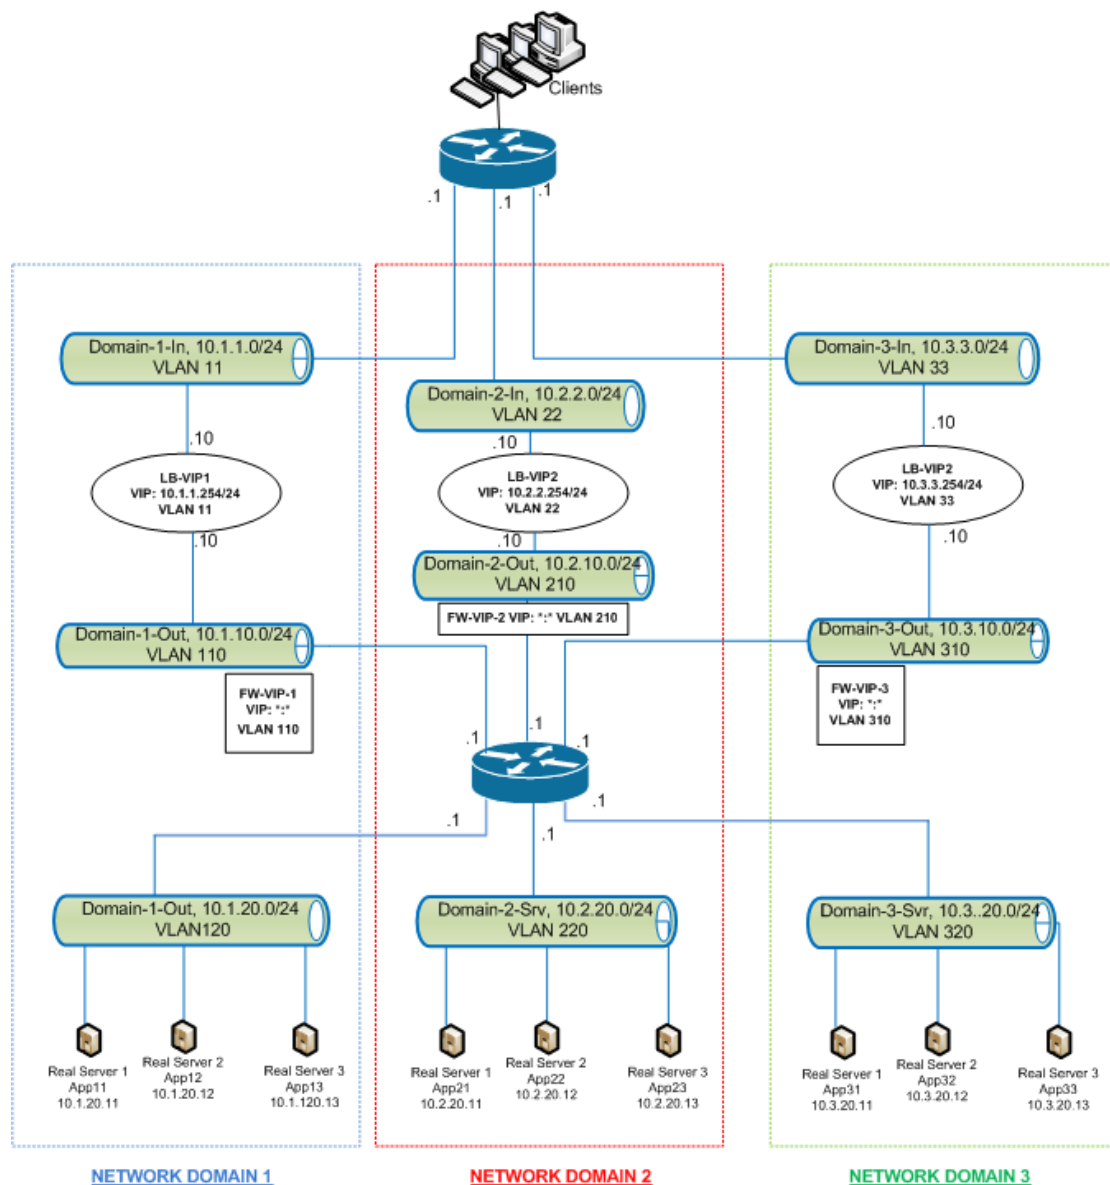 Clients
.1
.1
.1
Domain-1-In, 10.1.1.0/24
VLAN 11
Domain-2-In, 10.2.2.0/24
VLAN 22
Domain-3-In, 10.3.3.0/24
VLAN 33
.10
.10
.10
LB-VIP1
VIP: 10.1.1.254/24
VLAN 11
LB-VIP2
VIP: 10.2.2.254/24
VLAN 22
LB-VIP2
VIP: 10.3.3.254/24
VLAN 33
.10
.10
.10
Domain-1-Out, 10.1.10.0/24
VLAN 110
Domain-2-Out, 10.2.10.0/24
VLAN 210
Domain-3-Out, 10.3.10.0/24
VLAN 310
FW-VIP-2 VIP: *:* VLAN 210
FW-VIP-1
VIP: *:*
VLAN 110
FW-VIP-3
VIP: *:*
VLAN 310
.1
.1
.1
.1
.1
.1
Domain-1-Out, 10.1.20.0/24
VLAN120
Domain-2-Srv, 10.2.20.0/24
VLAN 220
Domain-3-Svr, 10.3..20.0/24
VLAN 320
Real Server 1
App11
10.1.20.11
Real Server 2
App12
10.1.20.12
Real Server 3
App13
10.1.120.13
Real Server 1
App21
10.2.20.11
Real Server 2
App22
10.2.20.12
Real Server 3
App23
10.2.20.13
Real Server 1
App31
10.3.20.11
Real Server 2
App32
10.3.20.12
Real Server 3
App33
10.3.20.13
NETWORK DOMAIN 1
NETWORK DOMAIN 2
NETWORK DOMAIN 3